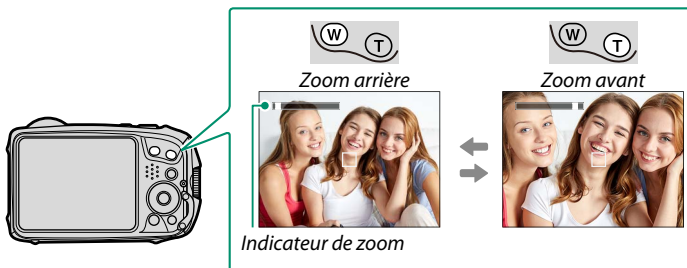 W T
W T
Zoom arrière
Zoom avant
Indicateur de zoom